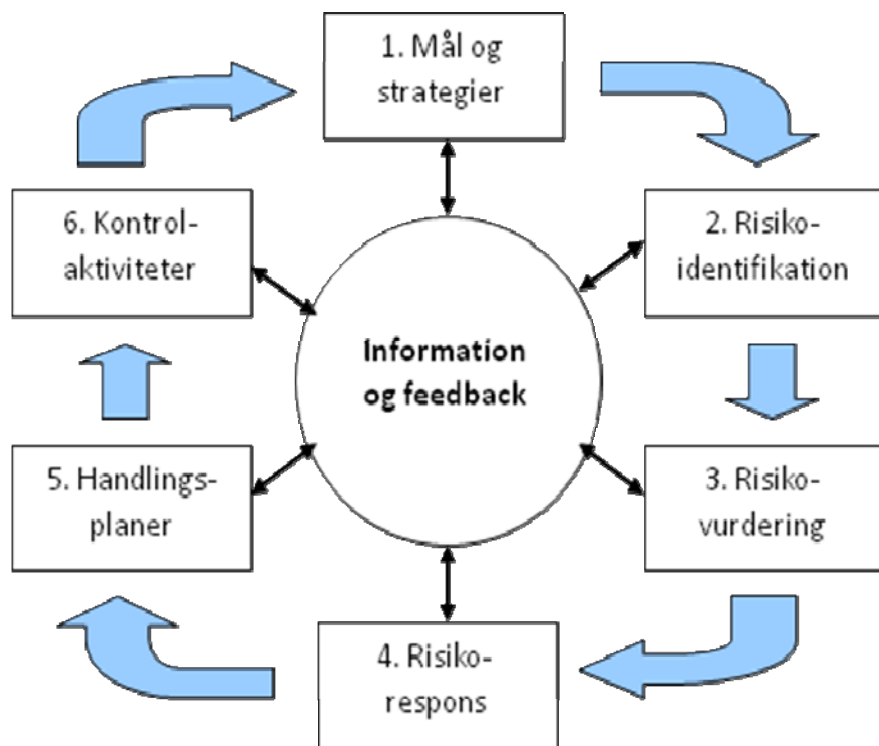 1. Mål og
strategier
2. Risiko-
identifikation
3. Risiko-
vurdering
4. Risiko-
respons
5. Handlings-
planer
6. Kontrol-
aktiviteter
Information
og feedback